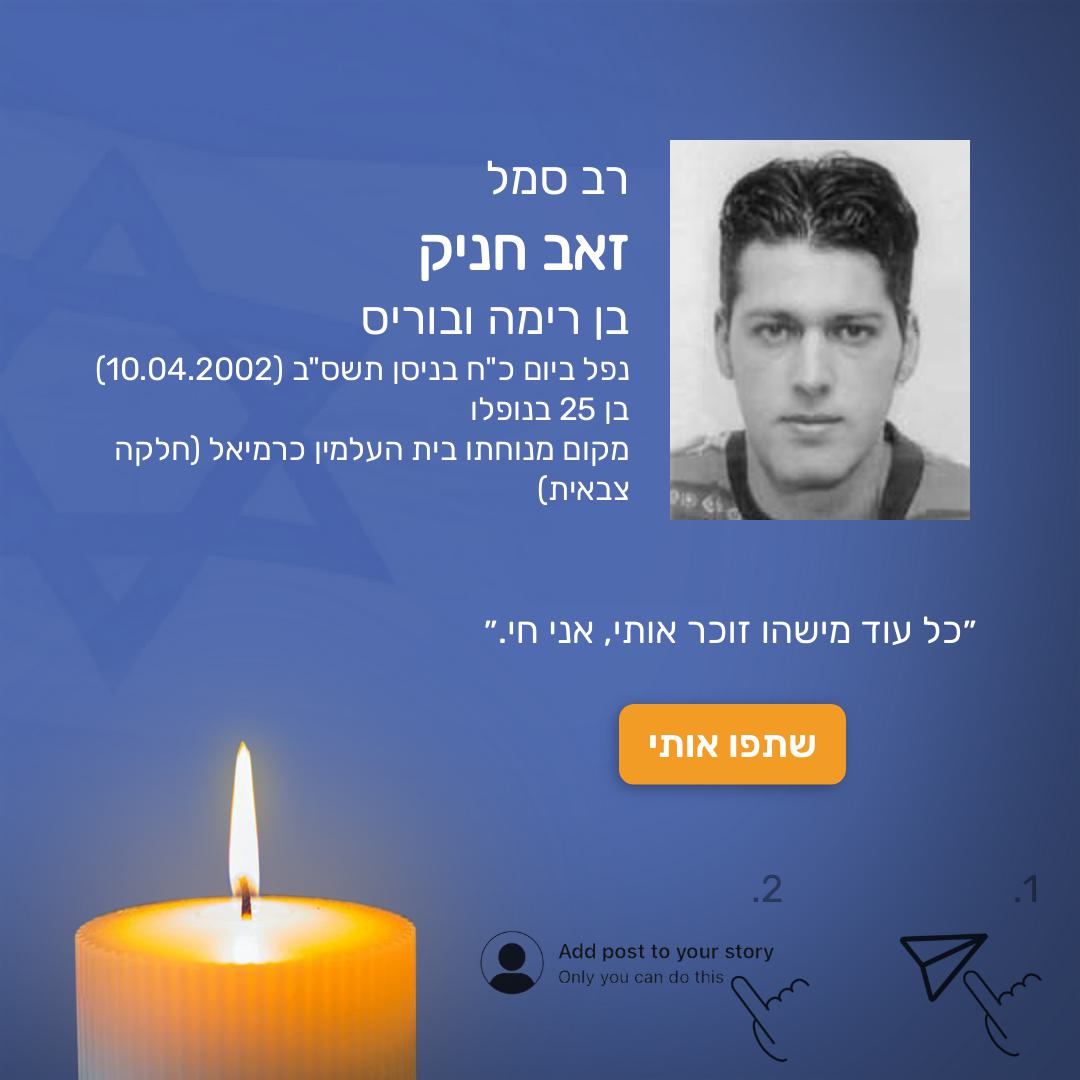 רב סמל
זאב חניק
בן רימה ובוריס
נפל ביום כ"ח בניסן תשס"ב (10.04.2002)
בן 25 בנופלו
מקום מנוחתו בית העלמין כרמיאל (חלקה
צבאית)
״כל עוד מישהו זוכר אותי, אני חי.״
שתפו אותי
.1
.2
Add post to your story
Only you can do this